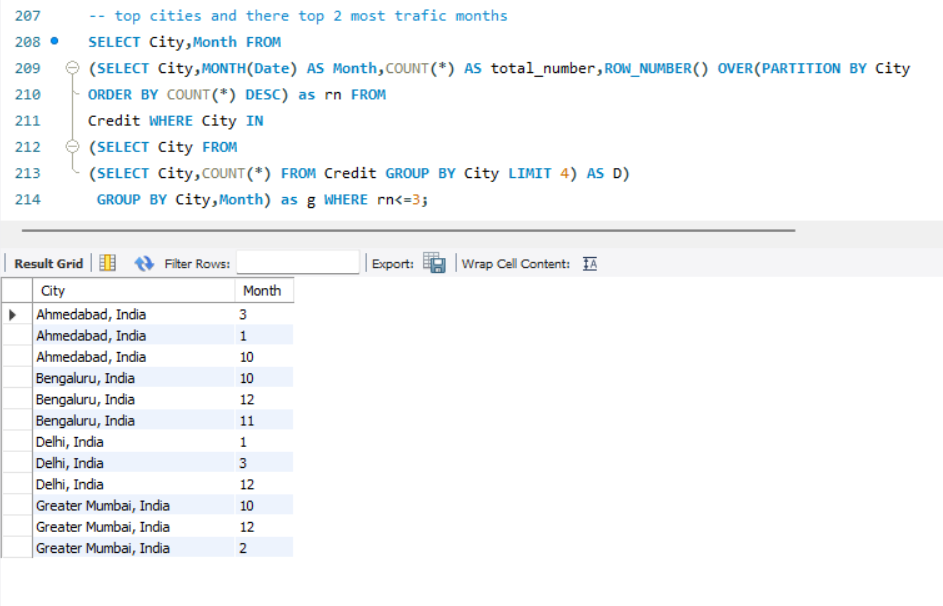 207 -- top cities and there top 2 most trafic months
208 SELECT City,Month FROM
209 (SELECT City,MONTH(Date) AS Month,COUNT(*) AS total_number,ROW_NUMBER() OVER(PARTITION BY City
210 ORDER BY COUNT(*) DESC) as rn FROM
211 Credit WHERE City IN
212 (SELECT City FROM
213 (SELECT City,COUNT(*) FROM Credit GROUP BY City LIMIT 4) AS D)
214 GROUP BY City,Month) as g WHERE rn<=3;
Result Grid Filter Rows: Export: Wrap Cell Content: IA
City Month
Ahmedabad, India 3
Ahmedabad, India 1
Ahmedabad, India 10
Bengaluru, India 10
Bengaluru, India 12
Bengaluru, India 11
Delhi, India 1
Delhi, India 3
Delhi, India 12
Greater Mumbai, India 10
Greater Mumbai, India 12
Greater Mumbai, India 2